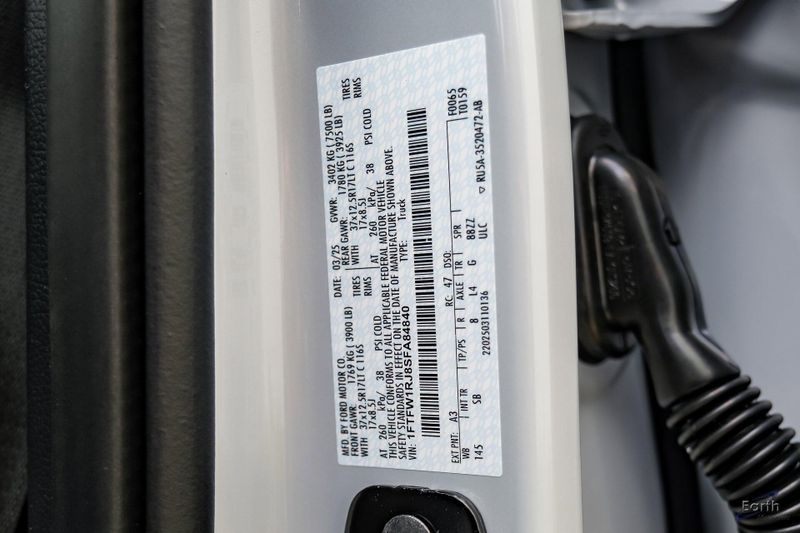 MFD. BY FORD MOTOR CO. DATE: 03/25 GVWR: 3402 KG ( 7500 LB)
FRONT GAWR: 1769 KG ( 3900 LB) REAR GAWR: 1780 KG ( 3925 LB)
WITH 37x12.5R17LT C 116S TIRES WITH 37x12.5R17LT C 116S TIRES
17x8.5J RIMS 17x8.5J RIMS
AT 260 kPa/ 38 PSI COLD AT 260 kPa/ 38 PSI COLD
THIS VEHICLE CONFORMS TO ALL APPLICABLE FEDERAL MOTOR VEHICLE
SAFETY STANDARDS IN EFFECT ON THE DATE OF MANUFACTURE SHOWN ABOVE.
VIN: 1FTFW1RJ8SFA84840 TYPE: Truck
F0065
T0159
EXT PNT: A3 RC: 47 DSO:
WB INT TR TP/PS R AXLE TR SPR
145 SB 8 L4 G 88ZZ
ULC
2202503110136 RU5A-3520472-AB
Earth